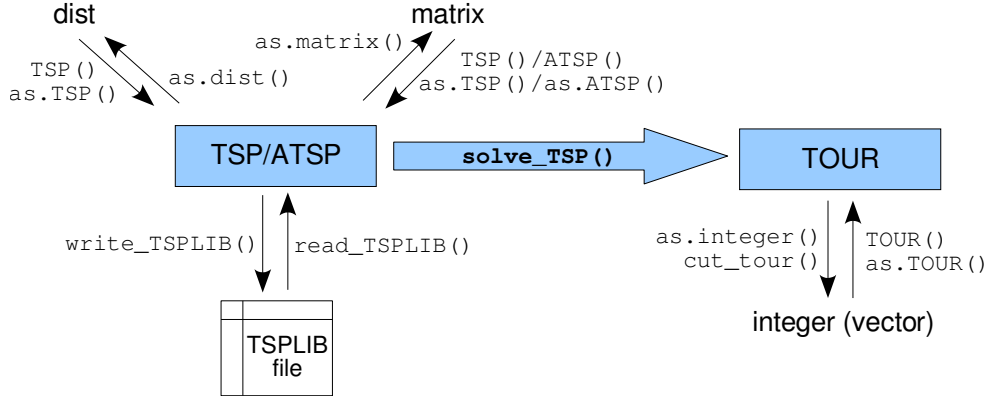 dist
matrix
as.matrix()
TSP()
as.TSP()
as.dist()
TSP()/ATSP()
as.TSP()/as.ATSP()
TSP/ATSP
solve_TSP()
TOUR
write_TSPLIB()
read_TSPLIB()
as.integer()
cut_tour()
TOUR()
as.TOUR()
TSPLIB
file
integer (vector)